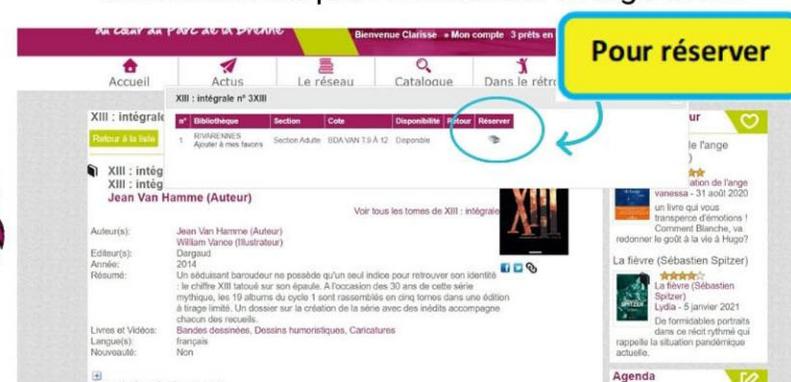 au cœur du Parc de la Brenne
Bienvenue Clarisse » Mon compte 3 prêts en
Pour réserver
Accueil Actus Le réseau Catalogue Dans le rétro
XIII : intégrale n° 3XIII
n° Bibliothèque Section Cote Disponibilité Retour Réserver
1 RIVARENNES Section Adulte BDA VAN T.9 À 12 Disponible
Ajouter à mes favoris
XIII : intégrale
Retour à la liste
XIII : intég
XIII : intég
Jean Van Hamme (Auteur)
Voir tous les tomes de XIII : intégrale
XIII
Auteur(s): Jean Van Hamme (Auteur)
William Vance (Illustrateur)
Editeur(s): Dargaud
Année: 2014
Résumé: Un séduisant baroudeur ne possède qu'un seul indice pour retrouver son identité
: le chiffre XIII tatoué sur son épaule. A l'occasion des 30 ans de cette série
mythique, les 19 albums du cycle 1 sont rassemblés en cinq tomes dans une édition
à tirage limité. Un dossier sur la création de la série avec des inédits accompagne
chacun des recueils.
Livres et Vidéos: Bandes dessinées, Dessins humoristiques, Caricatures
Langue(s): français
Nouveauté: Non
ur
de l'ange
)
ation de l'ange
vanessa - 31 août 2020
un livre qui vous
transperce d'émotions !
Comment Blanche, va
redonner le goût à la vie à Hugo?
La fièvre (Sébastien Spitzer)
La fièvre (Sébastien
Spitzer)
Lydia - 5 janvier 2021
De formidables portraits
dans ce récit rythmé qui
rappelle la situation pandémique
actuelle.
SPITZER
Agenda